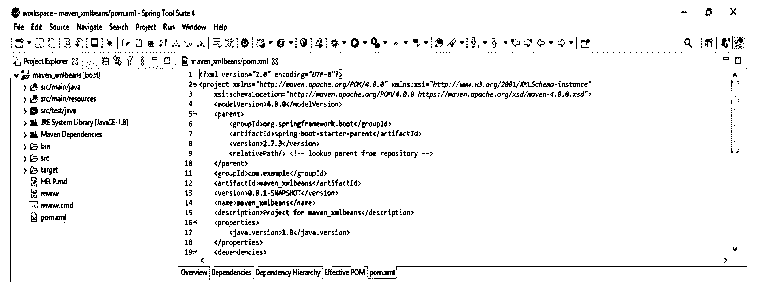 workspace - maven_xmlbeans/pom.xml - Spring Tool Suite 4
File Edit Source Navigate Search Project Run Window Help
Project Explorer
maven_xmlbeans/pom.xml
maven_xmlbeans [boot]
src/main/java
src/main/resources
src/test/java
JRE System Library [JavaSE-1.8]
Maven Dependencies
bin
src
target
HELP.md
mvnw
mvnw.cmd
pom.xml
1 <?xml version="1.0" encoding="UTF-8"?>
2 <project xmlns="http://maven.apache.org/POM/4.0.0" xmlns:xsi="http://www.w3.org/2001/XMLSchema-instance"
3 xsi:schemaLocation="http://maven.apache.org/POM/4.0.0 https://maven.apache.org/xsd/maven-4.0.0.xsd">
4 <modelVersion>4.0.0</modelVersion>
5 <parent>
6 <groupId>org.springframework.boot</groupId>
7 <artifactId>spring-boot-starter-parent</artifactId>
8 <version>2.7.3</version>
9 <relativePath/> <!-- lookup parent from repository -->
10 </parent>
11 <groupId>com.example</groupId>
12 <artifactId>maven_xmlbeans</artifactId>
13 <version>0.0.1-SNAPSHOT</version>
14 <name>maven_xmlbeans</name>
15 <description>Project for maven_xmlbeans</description>
16 <properties>
17 <java.version>1.8</java.version>
18 </properties>
19 <dependencies>
Overview Dependencies Dependency Hierarchy Effective POM pom.xml